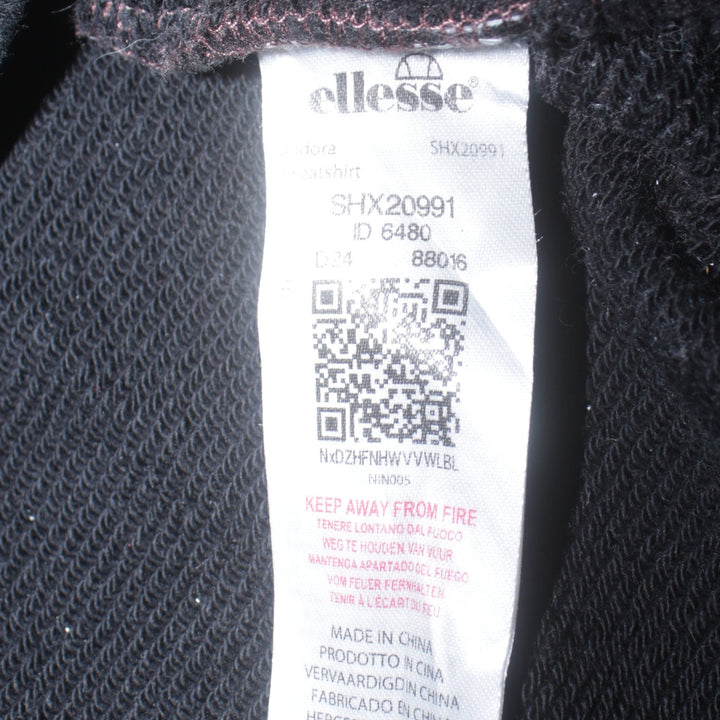 ellesse®
SHX20991
SHX20991
ID 6480
D24 88016
NxDZHFNHWVVWLBL
NIN005
KEEP AWAY FROM FIRE
TENERE LONTANO DAL FUOCO
WEG TE HOUDEN VAN VUUR
MANTENGA APARTADO DEL FUEGO
VOM FEUER FERNHALTEN
TENIR À L'ÉCART DU FEU
MADE IN CHINA
PRODOTTO IN CINA
VERVAARDIGD IN CHINA
FABRICADO EN CHINA